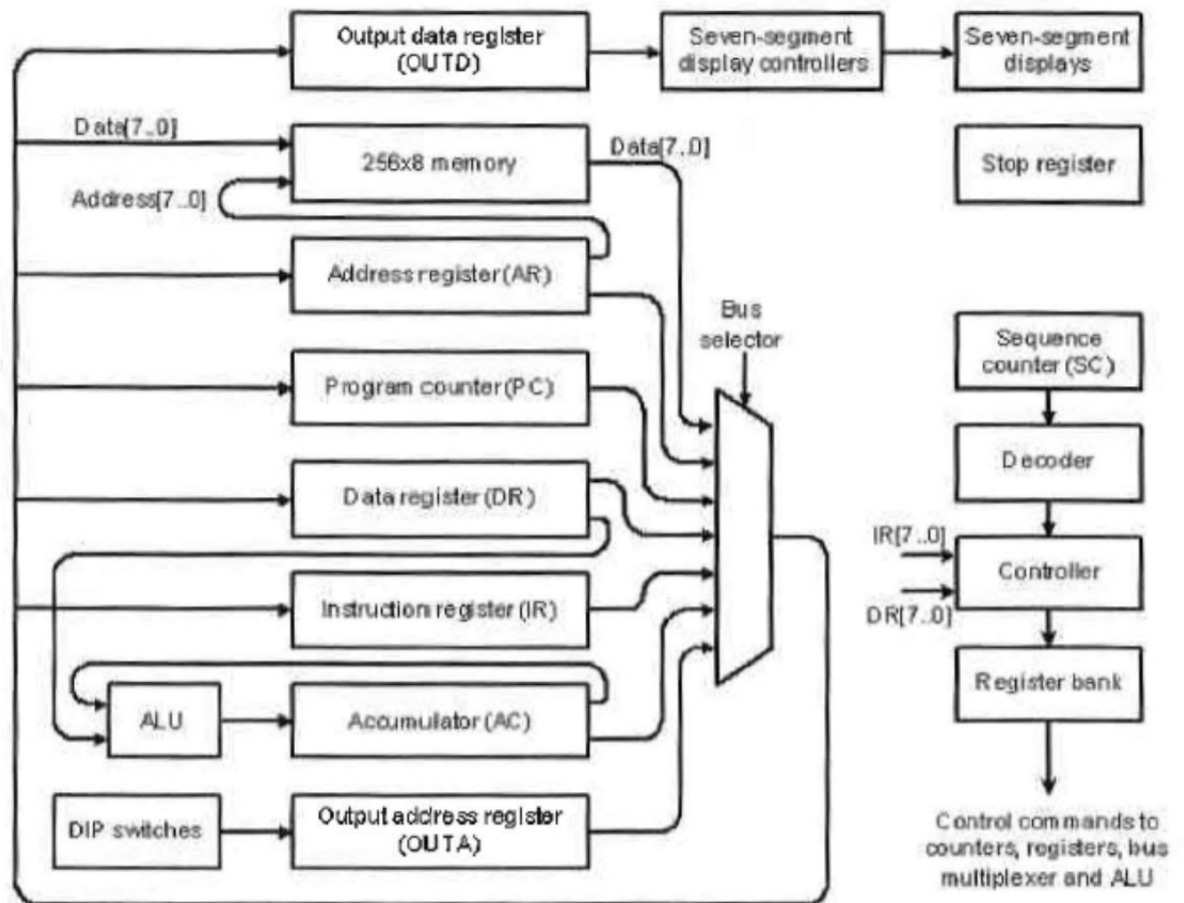 Output data register
(OUTD)
Seven-segment
display controllers
Seven-segment
displays
Data[7..0]
256x8 memory
Data[7..0]
Stop register
Address[7..0]
Address register (AR)
Bus
selector
Sequence
counter (SC)
Program counter (PC)
Decoder
Data register (DR)
IR[7..0]
Controller
DR[7..0]
Instruction register (IR)
Register bank
ALU
Accumulator (AC)
DIP switches
Output address register
(OUTA)
Control commands to
counters, registers, bus
multiplexer and ALU